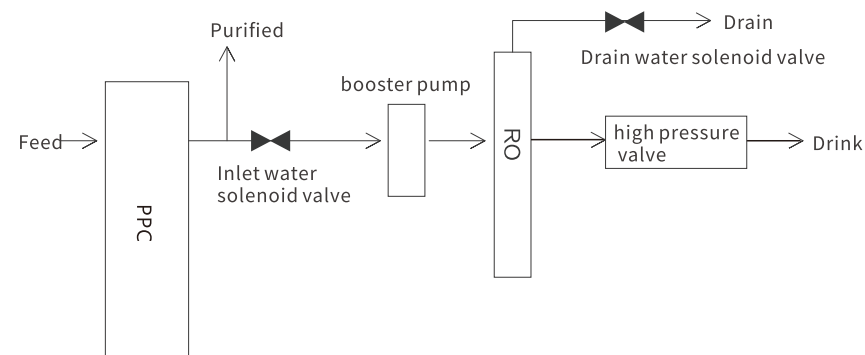 Drain
Purified
Drain water solenoid valve
booster pump
Feed
RO
high pressure
valve
Drink
Inlet water
solenoid valve
PPC